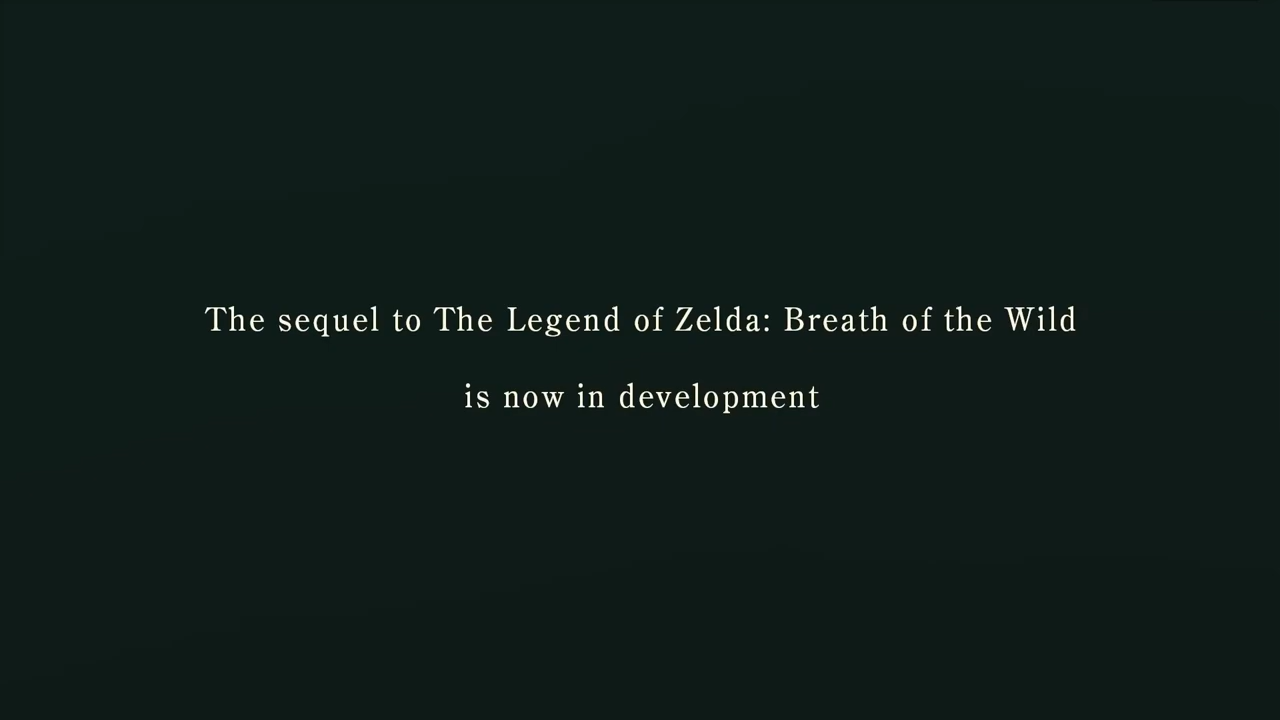 The sequel to The Legend of Zelda: Breath of the Wild
is now in development